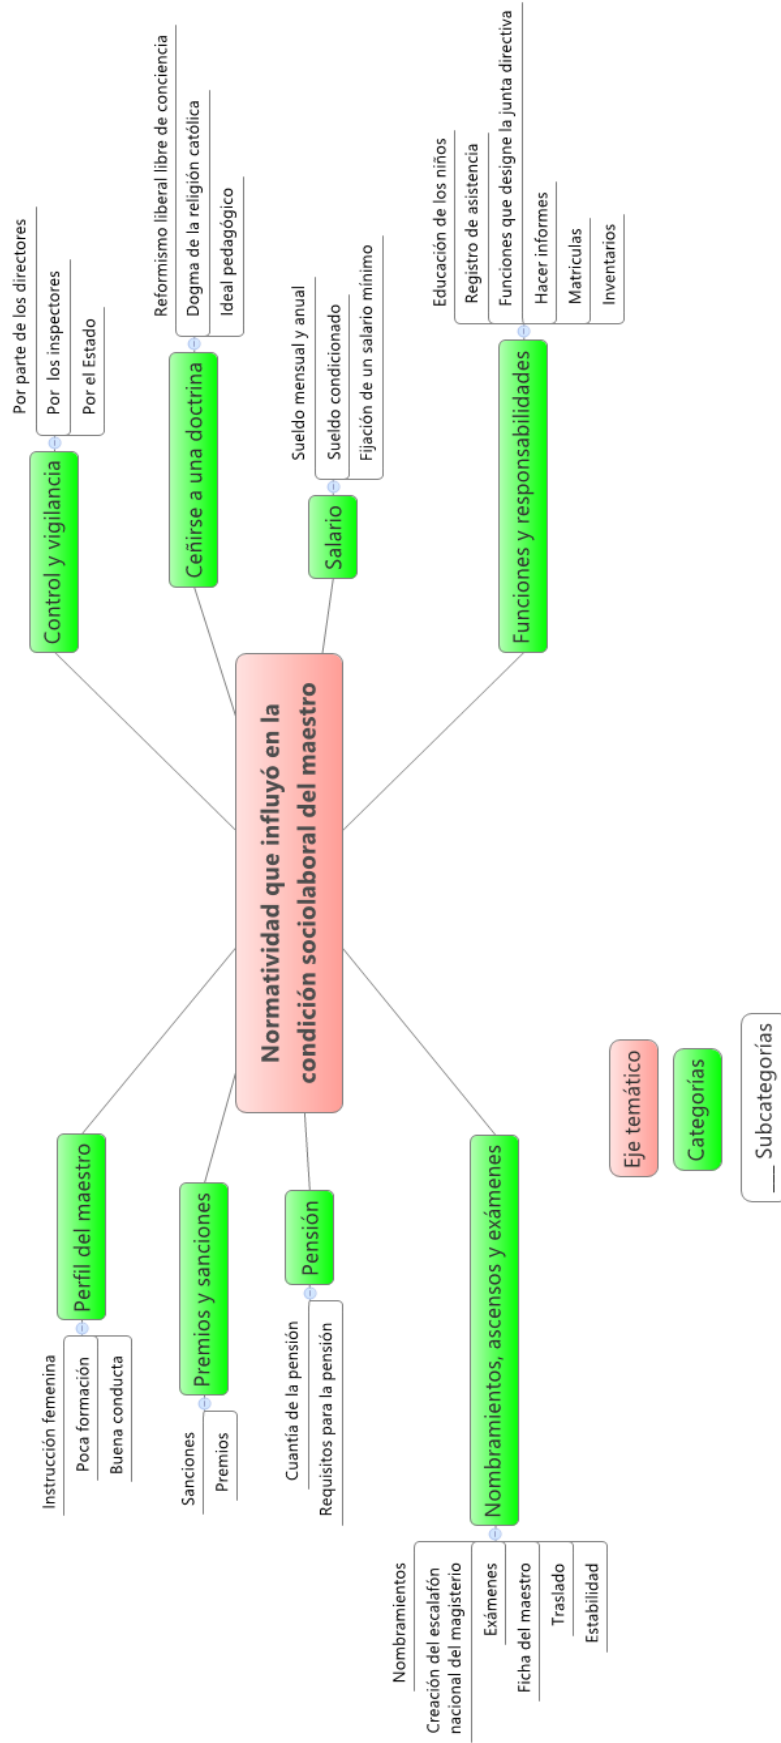 Normatividad que influyó en la
condición sociolaboral del maestro
Control y vigilancia
Por parte de los directores
Por los inspectores
Por el Estado
Ceñirse a una doctrina
Reformismo liberal libre de conciencia
Dogma de la religión católica
Ideal pedagógico
Salario
Sueldo mensual y anual
Sueldo condicionado
Fijación de un salario mínimo
Funciones y responsabilidades
Educación de los niños
Registro de asistencia
Funciones que designe la junta directiva
Hacer informes
Matriculas
Inventarios
Perfil del maestro
Instrucción femenina
Poca formación
Buena conducta
Premios y sanciones
Sanciones
Premios
Pensión
Cuantía de la pensión
Requisitos para la pensión
Nombramientos, ascensos y exámenes
Nombramientos
Creación del escalafón
nacional del magisterio
Exámenes
Ficha del maestro
Traslado
Estabilidad
Eje temático
Categorías
___ Subcategorías